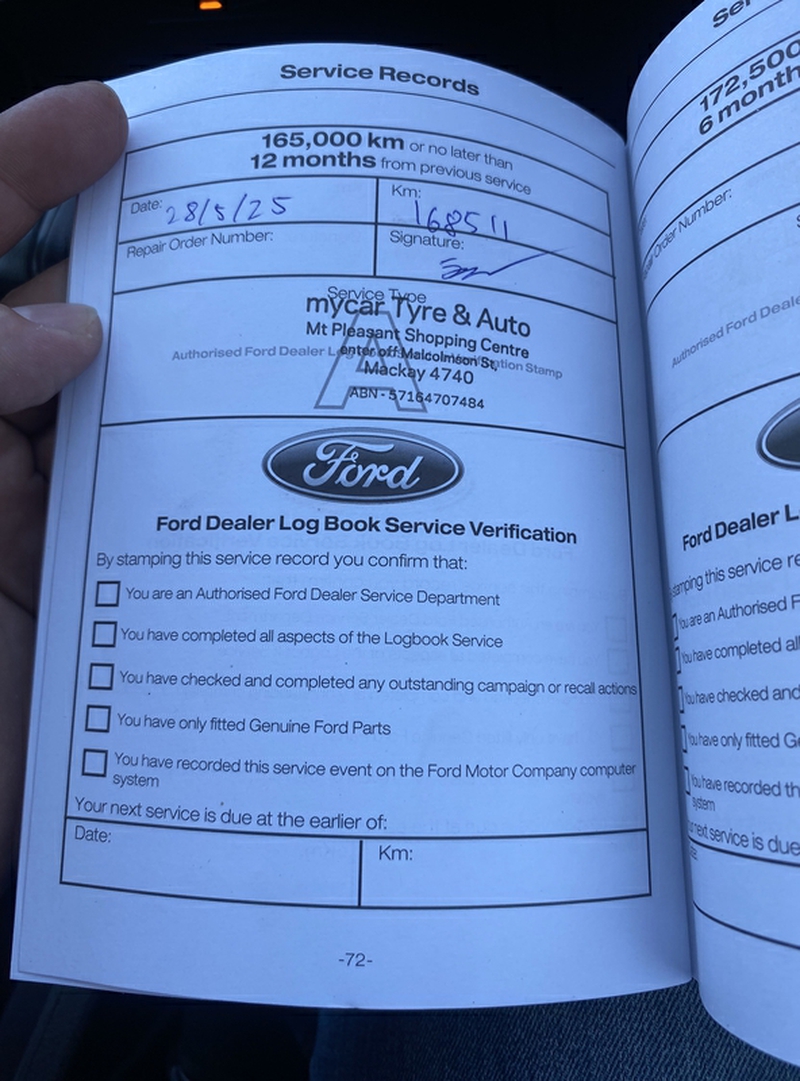 Service Records
165,000 km or no later than
12 months from previous service
Date: 28/5/25
Km: 168511
Repair Order Number:
Signature:
Service Type
A
mycar Tyre & Auto
Mt Pleasant Shopping Centre
Authorised Ford Dealer
enter off Malcolmson St,
ation Stamp
Mackay 4740
ABN - 57164707484
Ford
Ford Dealer Log Book Service Verification
By stamping this service record you confirm that:
You are an Authorised Ford Dealer Service Department
You have completed all aspects of the Logbook Service
You have checked and completed any outstanding campaign or recall actions
You have only fitted Genuine Ford Parts
You have recorded this service event on the Ford Motor Company computer
system
Your next service is due at the earlier of:
Date:
Km:
-72-
Ser
172,500
6 month
Order Number:
Authorised Ford Deale
Ford Dealer L
stamping this service re
You are an Authorised F
You have completed all
You have checked and
You have only fitted Ge
You have recorded th
system
next service is due